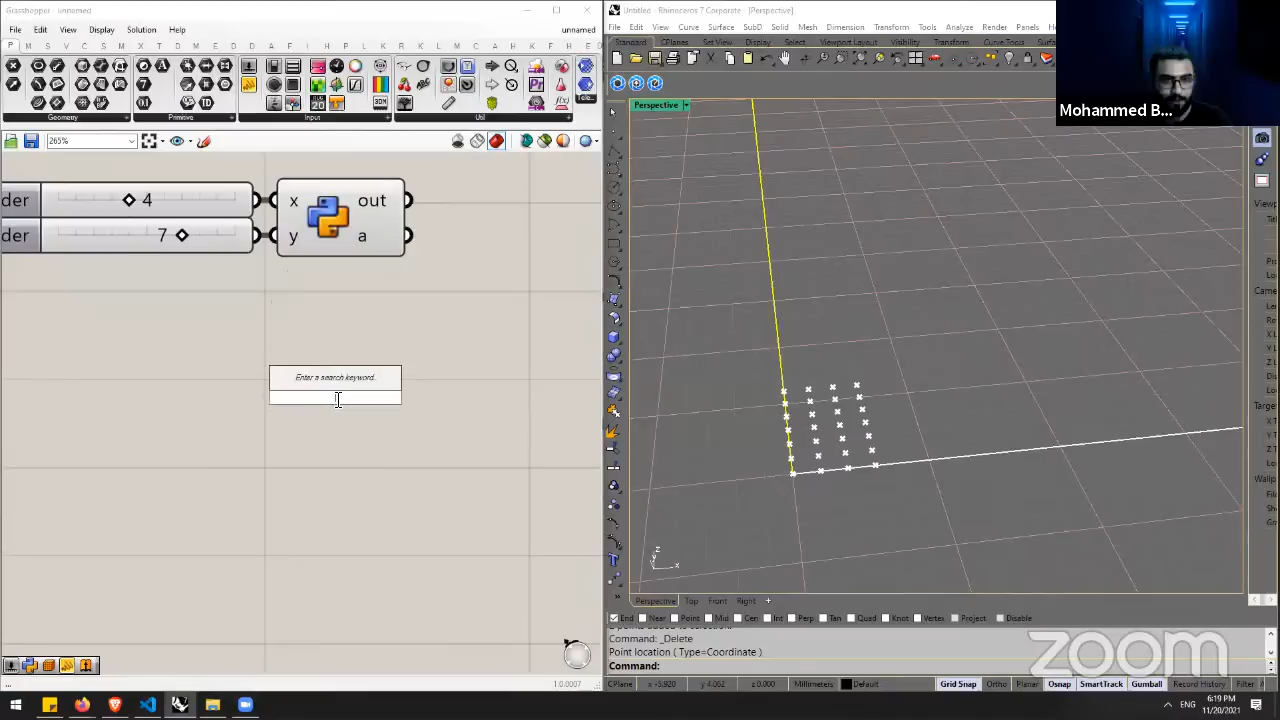 Grasshopper - unnamed
File Edit View Display Solution Help
unnamed
Geometry Primitive Input Util
265%
der 4 x out
der 7 y a
Enter a search keyword.
1.0.0007
Untitled - Rhinoceros 7 Corporate - [Perspective]
File Edit View Curve Surface SubD Solid Mesh Dimension Transform Tools Analyze Render Panels
Standard CPlanes Set View Display Select Viewport Layout Visibility Transform Curve Tools
Perspective
Mohammed B...
z
x
Perspective Top Front Right
End Near Point Mid Cen Int Perp Tan Quad Knot Vertex Project Disable
Command: _Delete
Point location ( Type=Coordinate )
Command:
zoom
CPlane x -5.920 y 4.062 z 0.000 Millimeters Default Grid Snap Ortho Planar Osnap SmartTrack Gumball Record History Filter
ENG
6:19 PM
11/20/2021